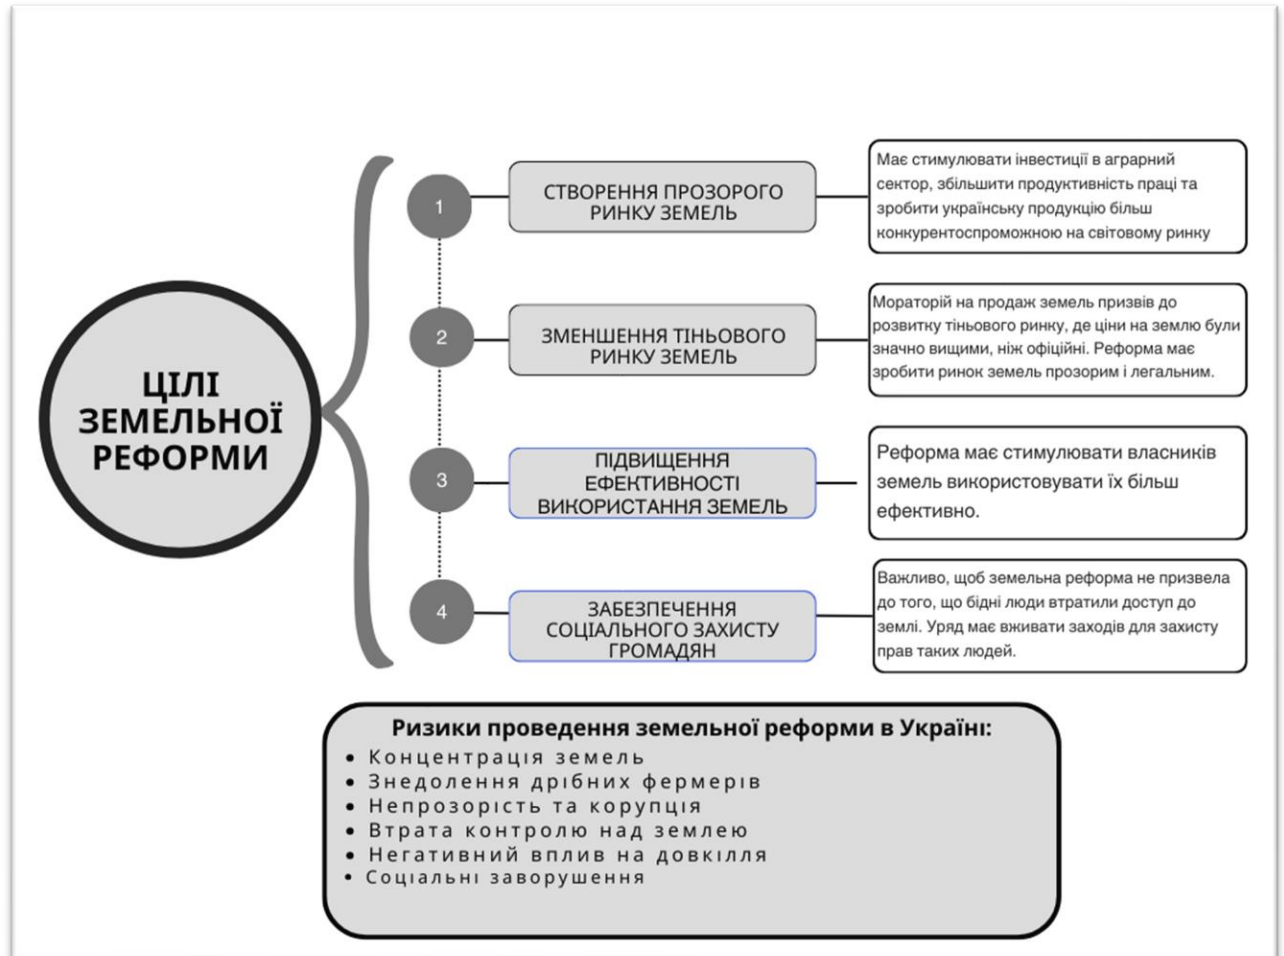 ЦІЛІ
ЗЕМЕЛЬНОЇ
РЕФОРМИ
1
СТВОРЕННЯ ПРОЗОРОГО
РИНКУ ЗЕМЕЛЬ
Має стимулювати інвестиції в аграрний
сектор, збільшити продуктивність праці та
зробити українську продукцію більш
конкурентоспроможною на світовому ринку
2
ЗМЕНШЕННЯ ТІНЬОВОГО
РИНКУ ЗЕМЕЛЬ
Мораторій на продаж земель призвів до
розвитку тіньового ринку, де ціни на землю були
значно вищими, ніж офіційні. Реформа має
зробити ринок земель прозорим і легальним.
3
ПІДВИЩЕННЯ
ЕФЕКТИВНОСТІ
ВИКОРИСТАННЯ ЗЕМЕЛЬ
Реформа має стимулювати власників
земель використовувати їх більш
ефективно.
4
ЗАБЕЗПЕЧЕННЯ
СОЦІАЛЬНОГО ЗАХИСТУ
ГРОМАДЯН
Важливо, щоб земельна реформа не призвела
до того, що бідні люди втратили доступ до
землі. Уряд має вживати заходів для захисту
прав таких людей.
Ризики проведення земельної реформи в Україні:
• Концентрація земель
• Знедолення дрібних фермерів
• Непрозорість та корупція
• Втрата контролю над землею
• Негативний вплив на довкілля
• Соціальні заворушення